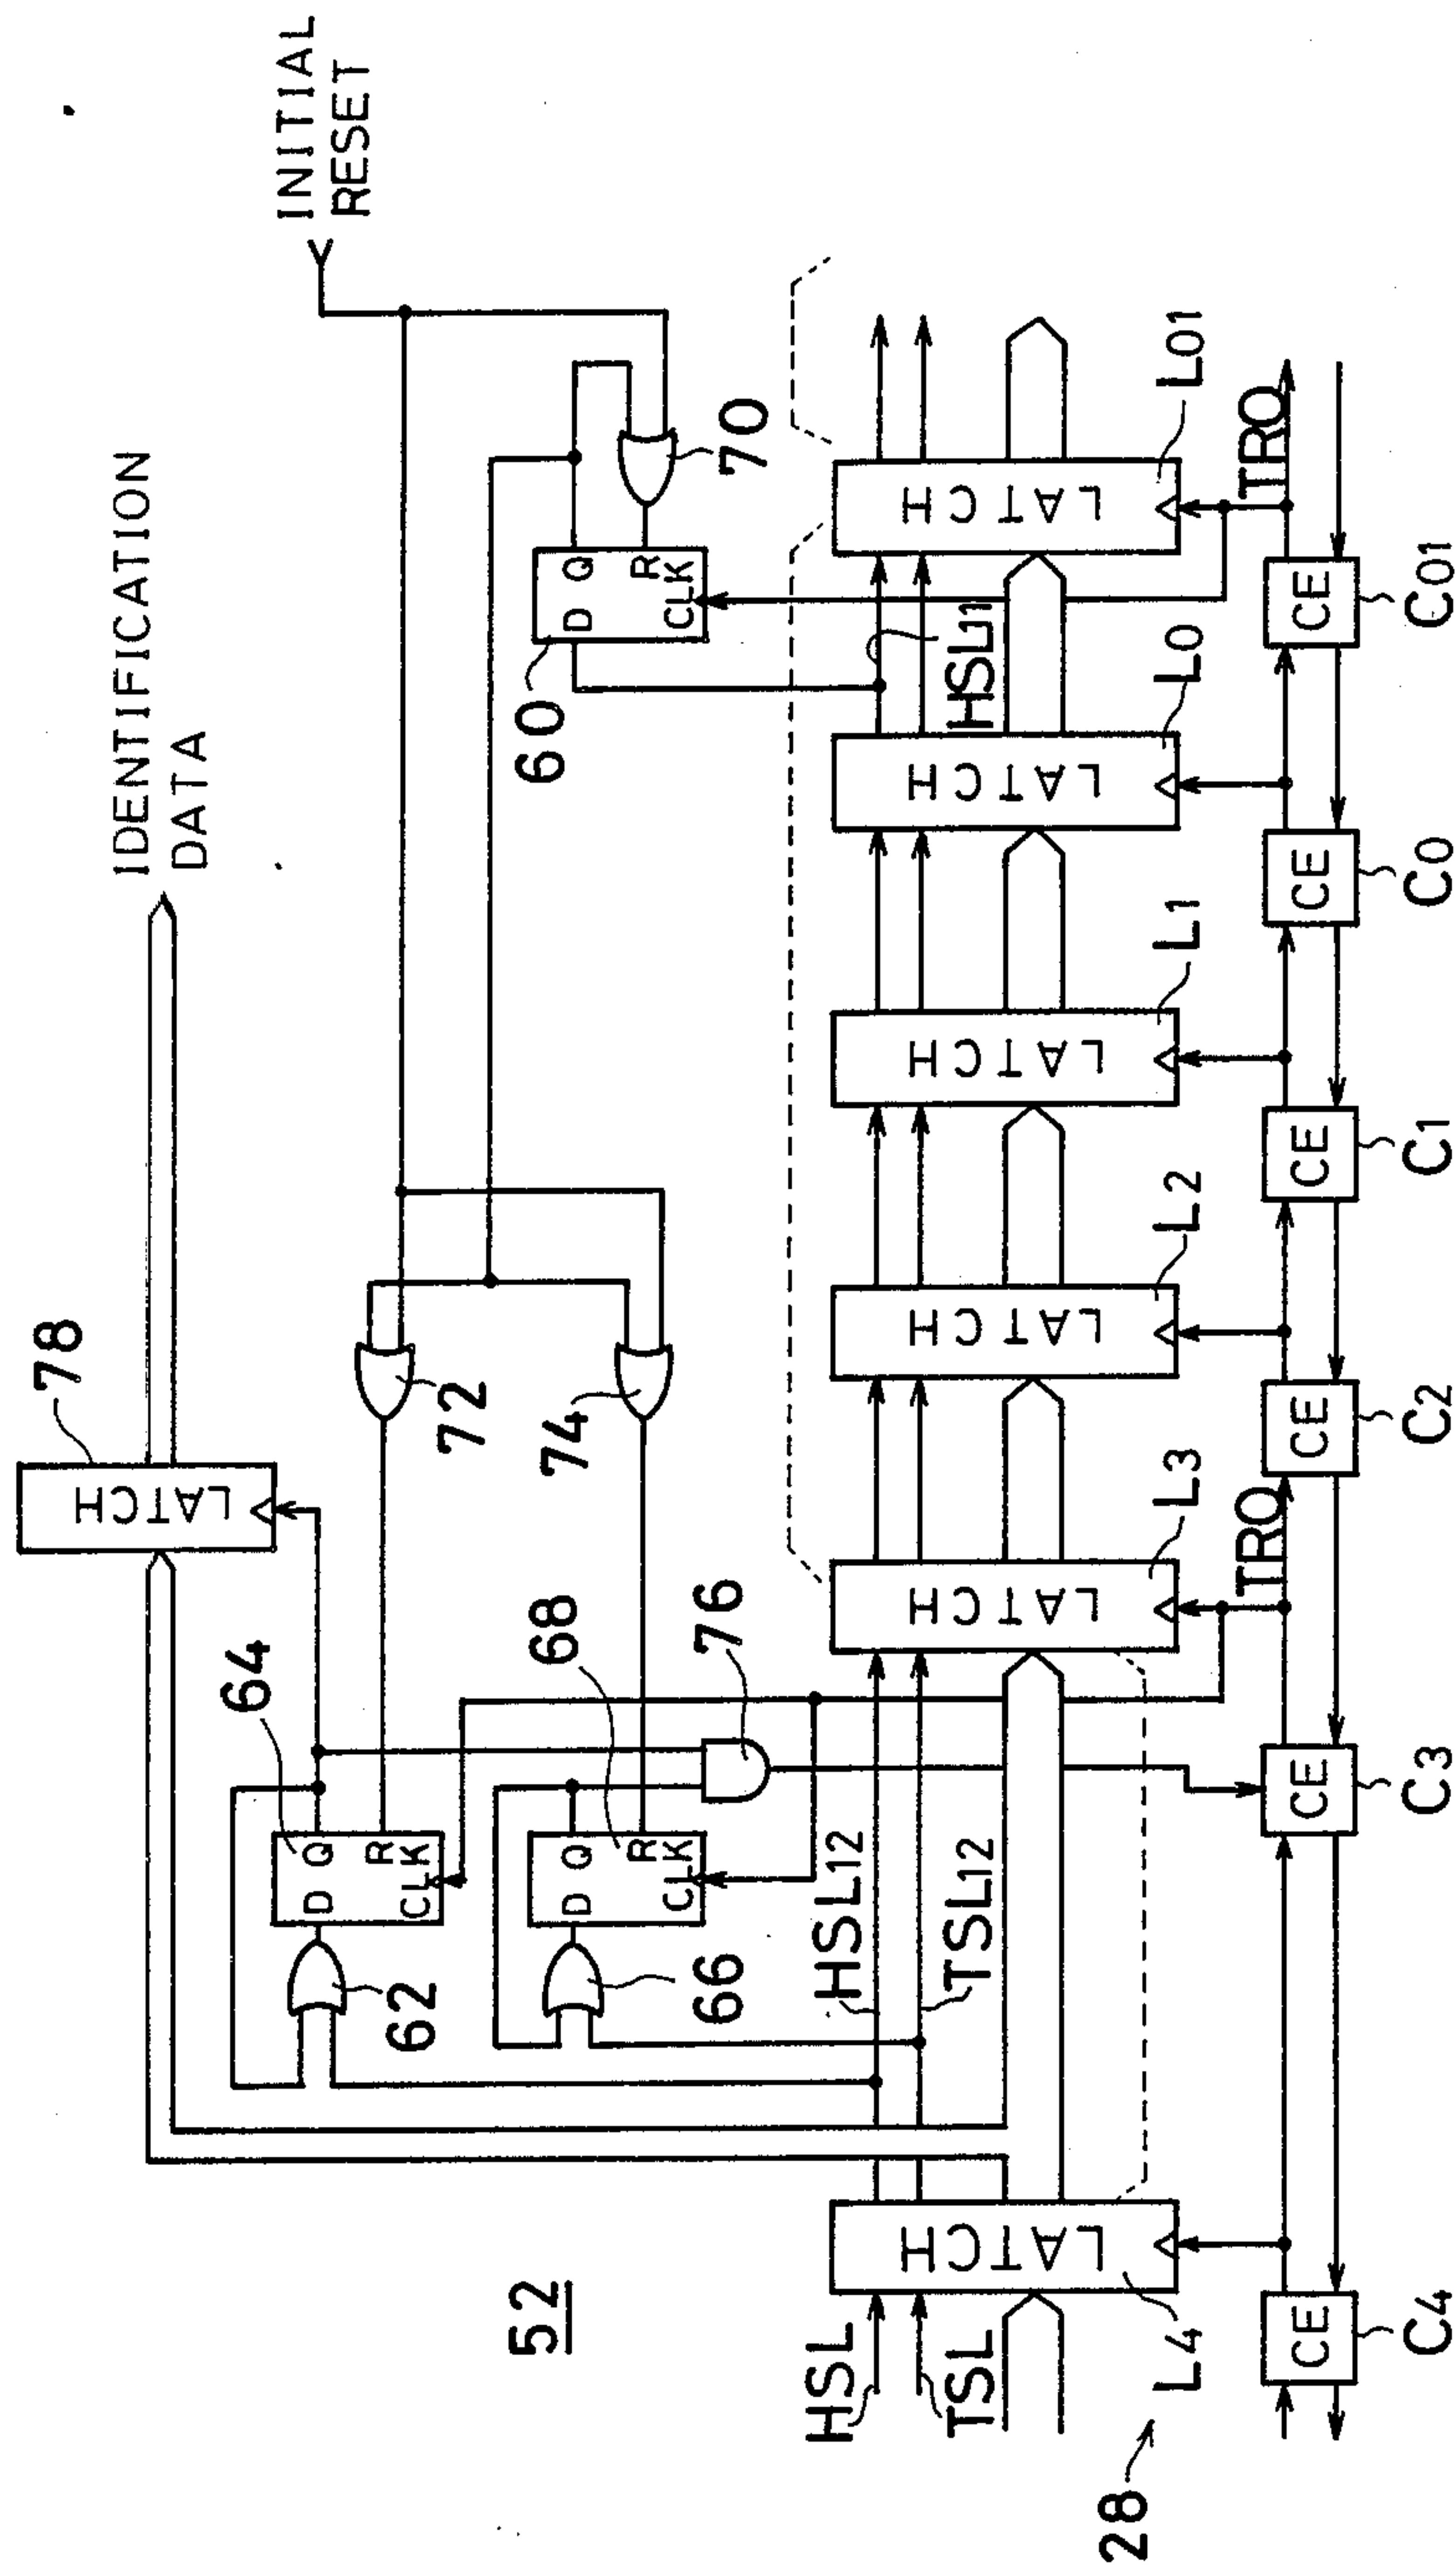 INITIAL
RESET
IDENTIFICATION
DATA
78
LATCH
64
D Q
R
CLK
62
72
68
D Q
R
CLK
66
74
76
60
D Q
R
CLK
70
52
HSL
TSL
HSL12
TSL12
HSL11
LATCH
LATCH
LATCH
LATCH
LATCH
LATCH
L4
L3
L2
L1
L0
L01
28
TRO
TRO
CE
CE
CE
CE
CE
CE
C4
C3
C2
C1
C0
C01